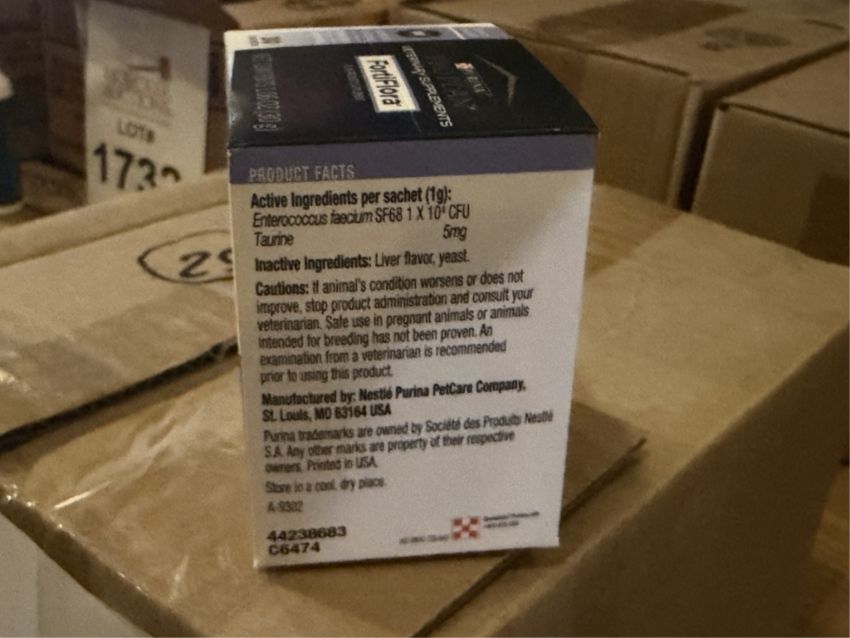 FortiFlora
LOT#
1732
29
PRODUCT FACTS
Active Ingredients per sachet (1g):
Enterococcus faecium SF68 1 X 10⁸ CFU
Taurine 5mg
Inactive Ingredients: Liver flavor, yeast.
Cautions: If animal's condition worsens or does not
improve, stop product administration and consult your
veterinarian. Safe use in pregnant animals or animals
intended for breeding has not been proven. An
examination from a veterinarian is recommended
prior to using this product.
Manufactured by: Nestlé Purina PetCare Company,
St. Louis, MO 63164 USA
Purina trademarks are owned by Société des Produits Nestlé
S.A. Any other marks are property of their respective
owners. Printed in USA.
Store in a cool, dry place.
A-9302
44238683
C6474